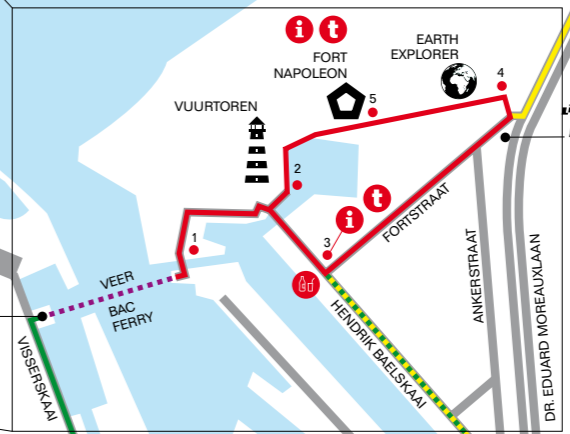 i t
EARTH
EXPLORER
FORT
NAPOLEON
4
5
VUURTOREN
2
t
i
3
1
FORTSTRAAT
VEER
BAC
FERRY
ANKERSTRAAT
DR. EDUARD MOREAUXLAAN
HENDRIK BAELSKAAI
VISSERSKAAI